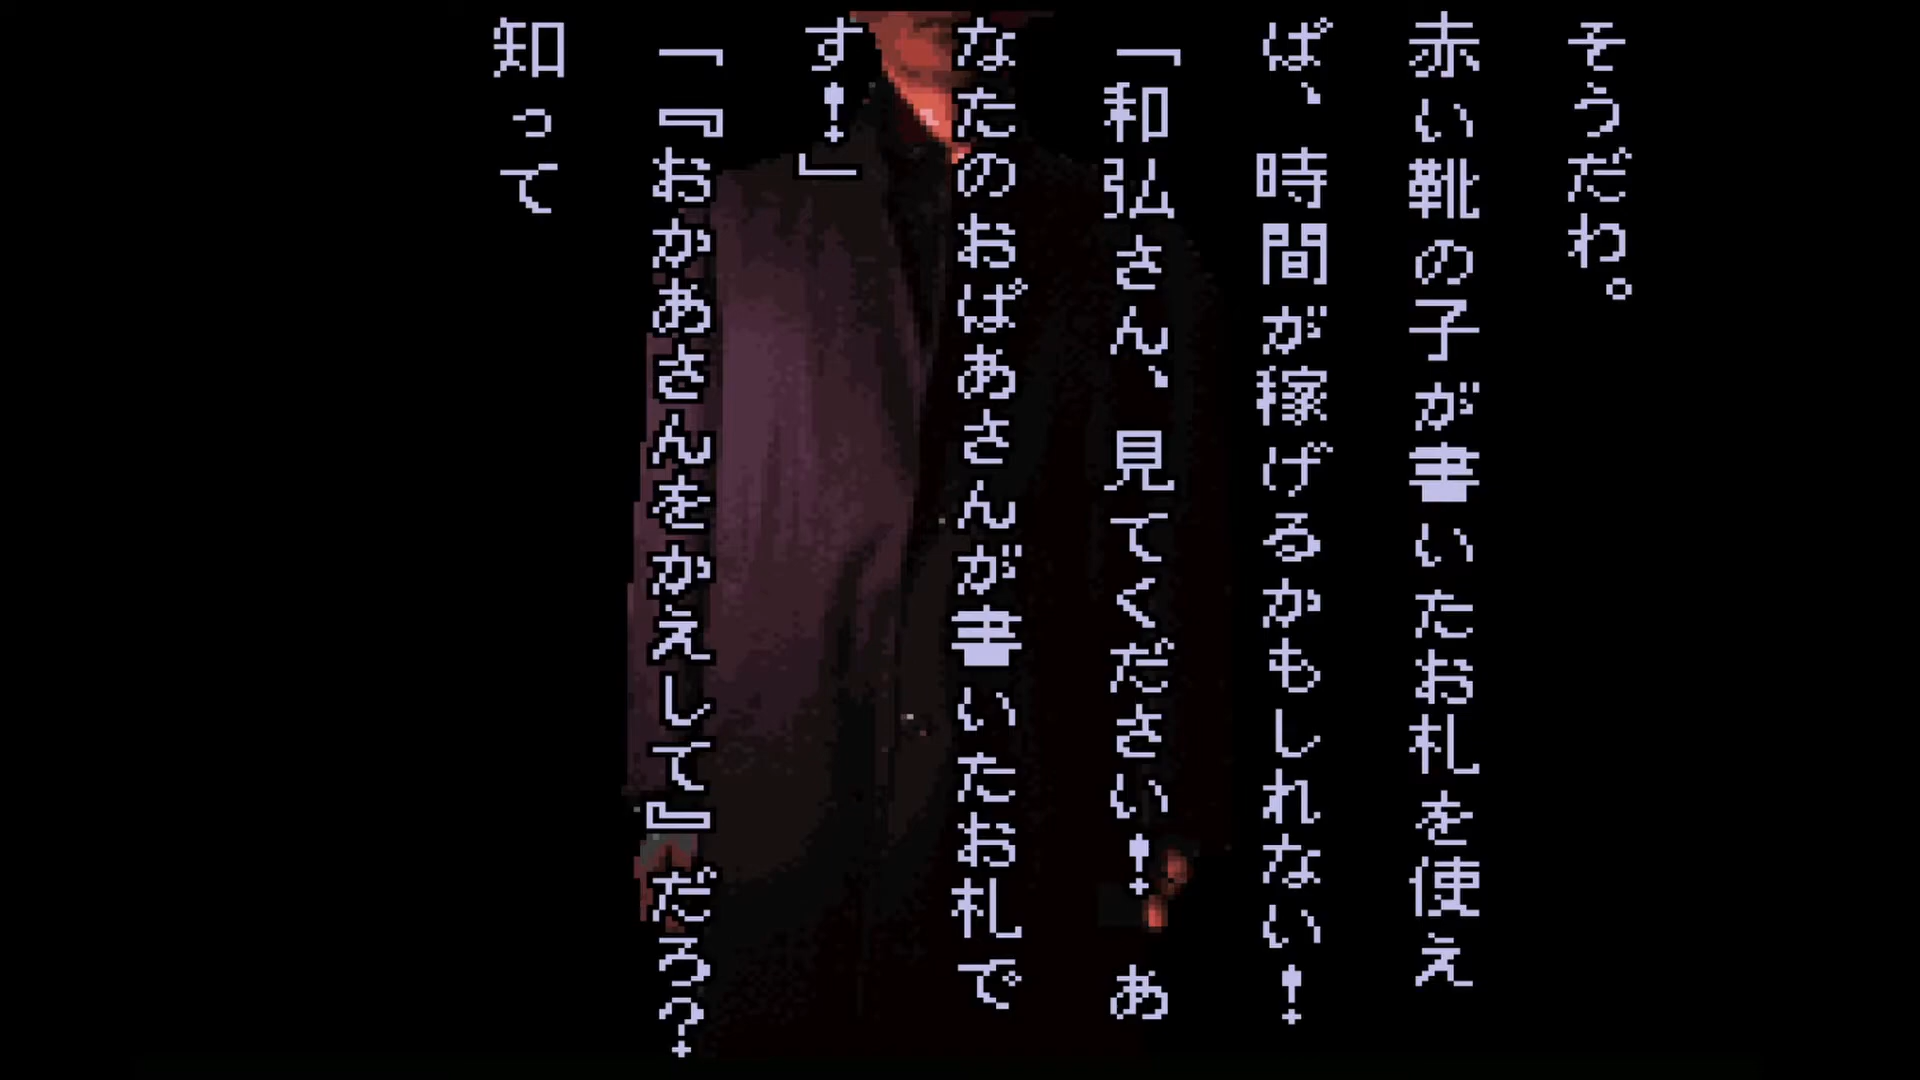 そうだわ。
赤い靴の子が書いたお札を使え
ば、時間が稼げるかもしれない！
「和弘さん、見てください！　あ
なたのおばあさんが書いたお札で
す！」
「『おかあさんをかえして』だろ？
知って